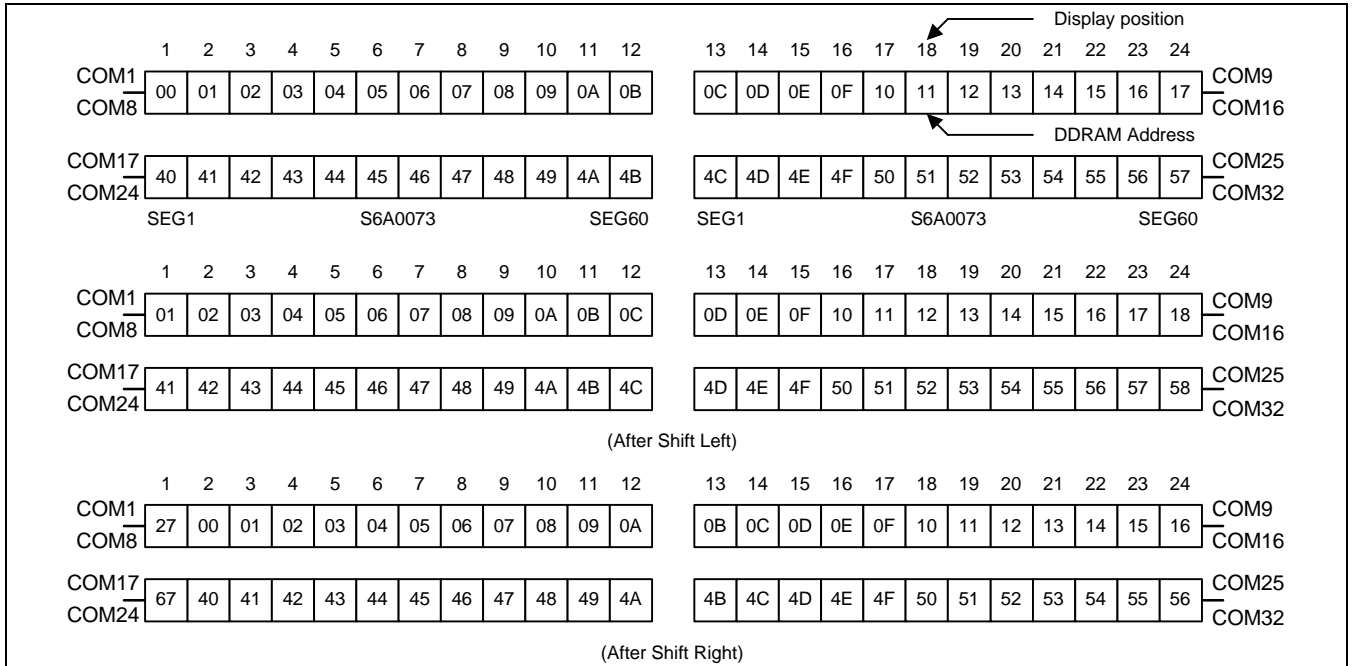 Display position
1 2 3 4 5 6 7 8 9 10 11 12 13 14 15 16 17 18 19 20 21 22 23 24
COM1 COM9
00 01 02 03 04 05 06 07 08 09 0A 0B 0C 0D 0E 0F 10 11 12 13 14 15 16 17
COM8 COM16
DDRAM Address
COM17 COM25
40 41 42 43 44 45 46 47 48 49 4A 4B 4C 4D 4E 4F 50 51 52 53 54 55 56 57
COM24 COM32
SEG1 S6A0073 SEG60 SEG1 S6A0073 SEG60
1 2 3 4 5 6 7 8 9 10 11 12 13 14 15 16 17 18 19 20 21 22 23 24
COM1 COM9
01 02 03 04 05 06 07 08 09 0A 0B 0C 0D 0E 0F 10 11 12 13 14 15 16 17 18
COM8 COM16
COM17 COM25
41 42 43 44 45 46 47 48 49 4A 4B 4C 4D 4E 4F 50 51 52 53 54 55 56 57 58
COM24 COM32
(After Shift Left)
1 2 3 4 5 6 7 8 9 10 11 12 13 14 15 16 17 18 19 20 21 22 23 24
COM1 COM9
27 00 01 02 03 04 05 06 07 08 09 0A 0B 0C 0D 0E 0F 10 11 12 13 14 15 16
COM8 COM16
COM17 COM25
67 40 41 42 43 44 45 46 47 48 49 4A 4B 4C 4D 4E 4F 50 51 52 53 54 55 56
COM24 COM32
(After Shift Right)